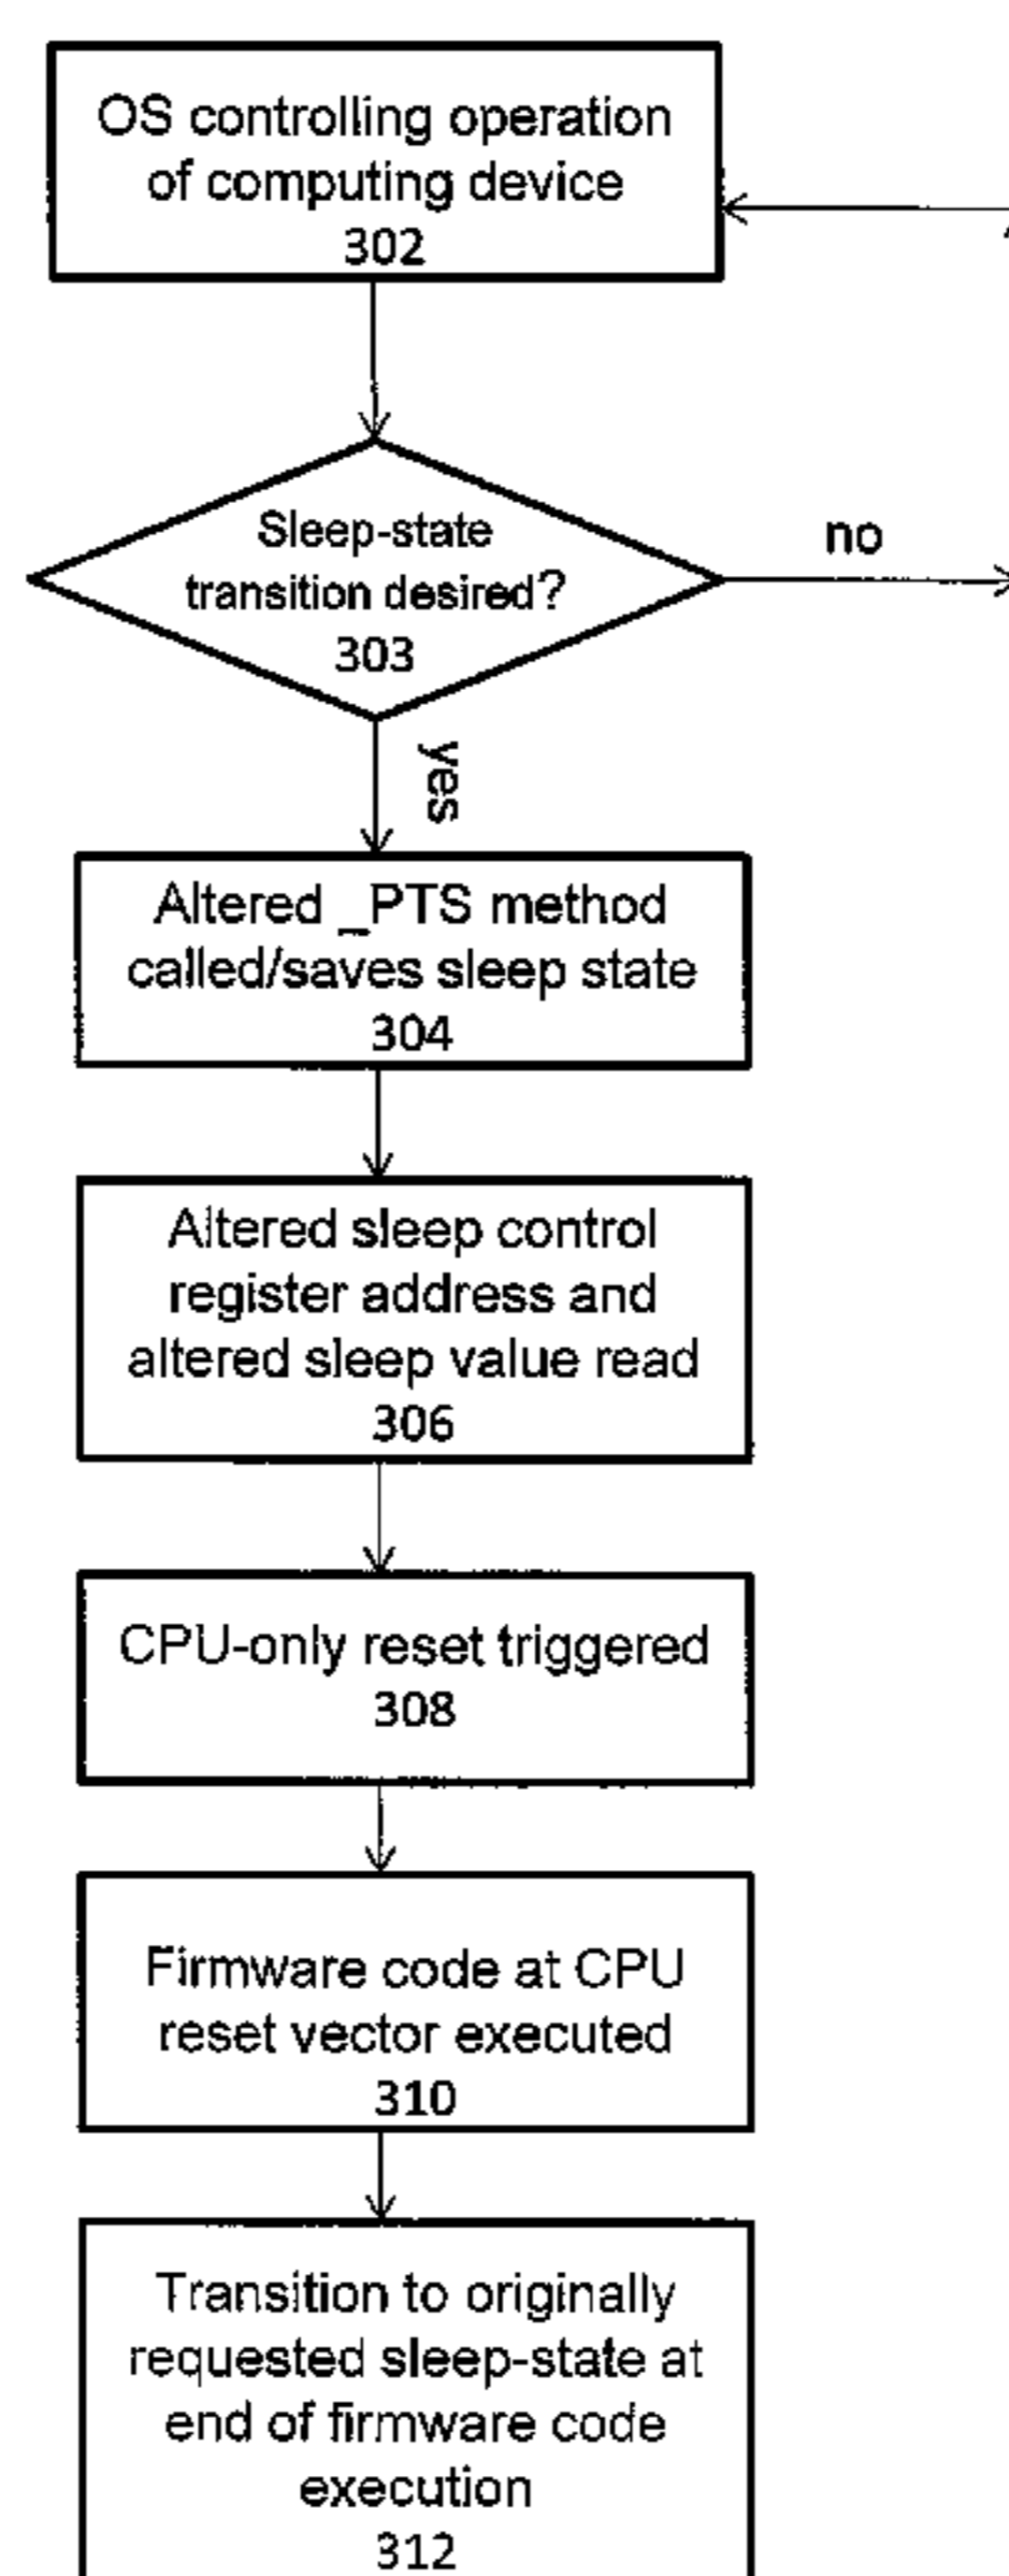 OS controlling operation
of computing device
302
Sleep-state
transition desired?
303
no
yes
Altered _PTS method
called/saves sleep state
304
Altered sleep control
register address and
altered sleep value read
306
CPU-only reset triggered
308
Firmware code at CPU
reset vector executed
310
Transition to originally
requested sleep-state at
end of firmware code
execution
312